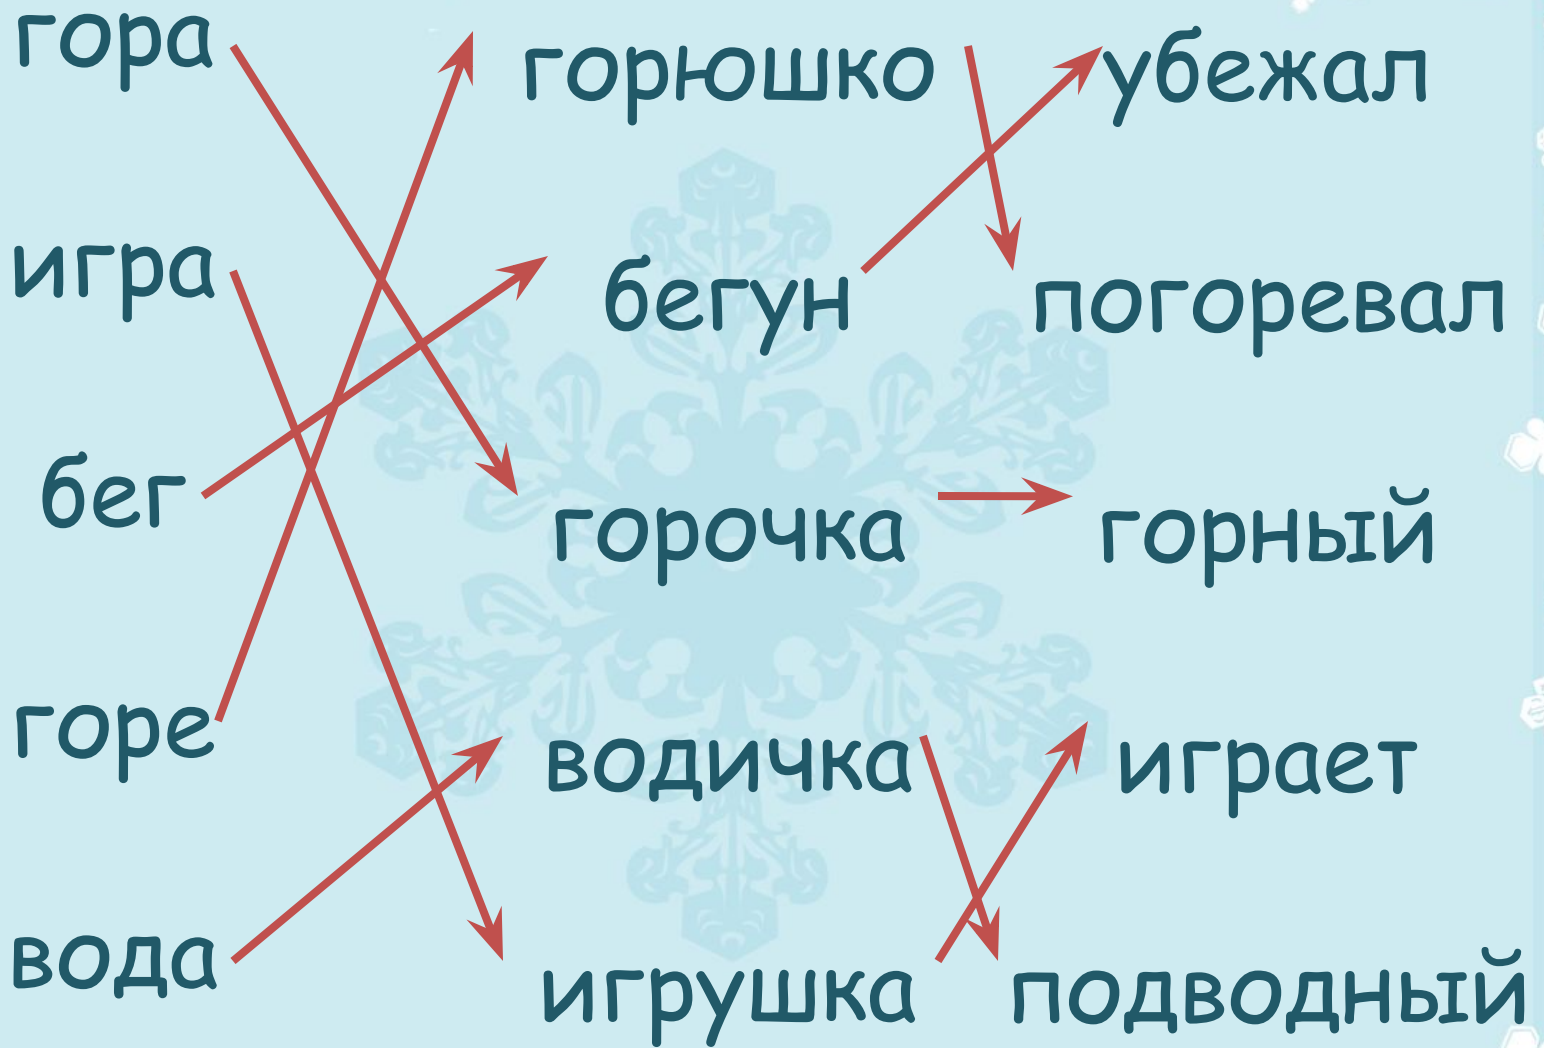 гора горюшко убежал
игра бегун погоревал
бег горочка горный
горе водичка играет
вода игрушка подводный